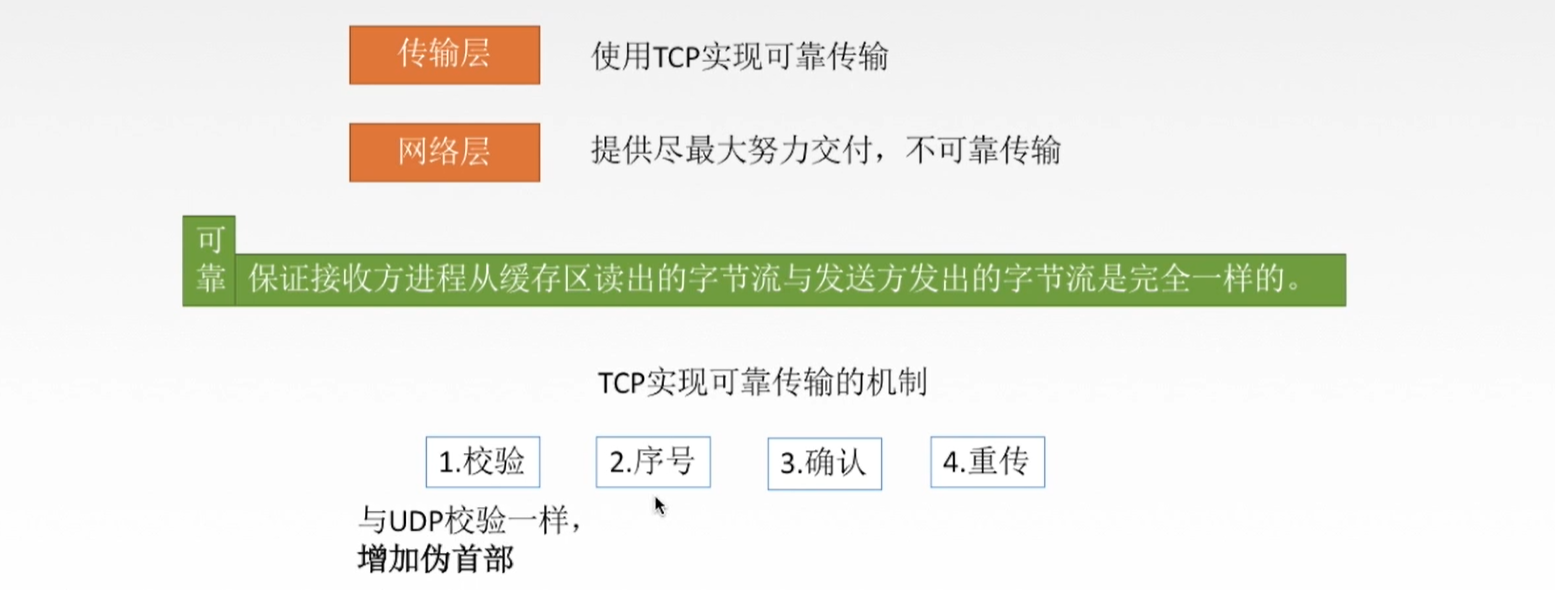 传输层 使用TCP实现可靠传输
网络层 提供尽最大努力交付，不可靠传输
可靠 保证接收方进程从缓存区读出的字节流与发送方发出的字节流是完全一样的。
TCP实现可靠传输的机制
1.校验 2.序号 3.确认 4.重传
与UDP校验一样，
增加伪首部